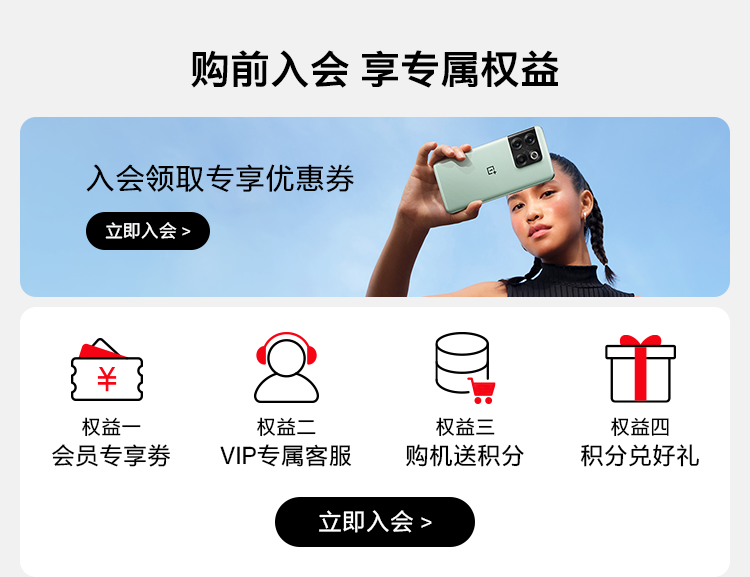 购前入会 享专属权益
入会领取专享优惠券
立即入会 >
¥
权益一
会员专享劵
权益二
VIP专属客服
权益三
购机送积分
权益四
积分兑好礼
立即入会 >